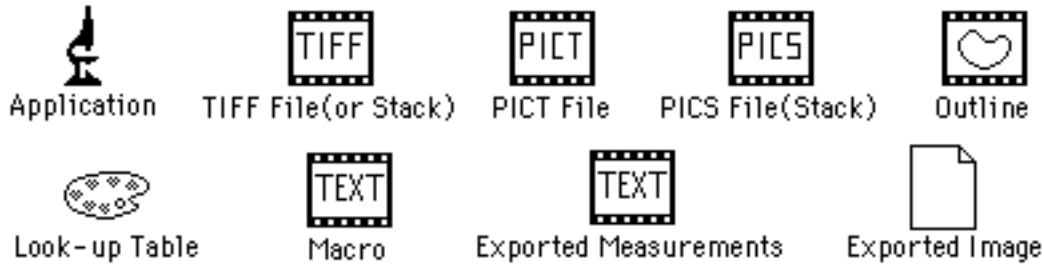 TIFF PICT PICS
Application TIFF File(or Stack) PICT File PICS File(Stack) Outline
TEXT TEXT
Look-up Table Macro Exported Measurements Exported Image